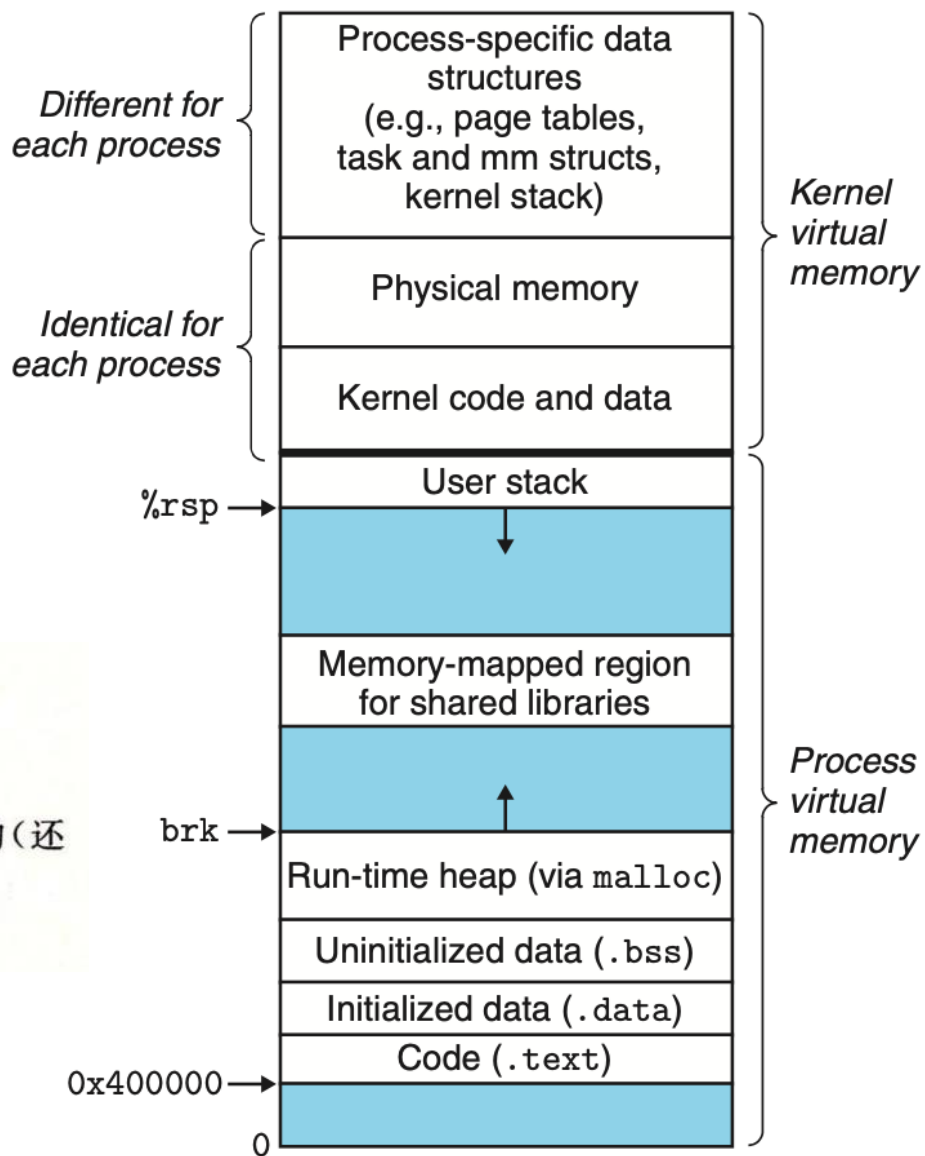 Process-specific data
structures
(e.g., page tables,
task and mm structs,
kernel stack)
Different for
each process
Kernel
virtual
memory
Physical memory
Identical for
each process
Kernel code and data
User stack
%rsp
Memory-mapped region
for shared libraries
Process
virtual
memory
brk
(还
Run-time heap (via malloc)
Uninitialized data (.bss)
Initialized data (.data)
Code (.text)
0x400000
0